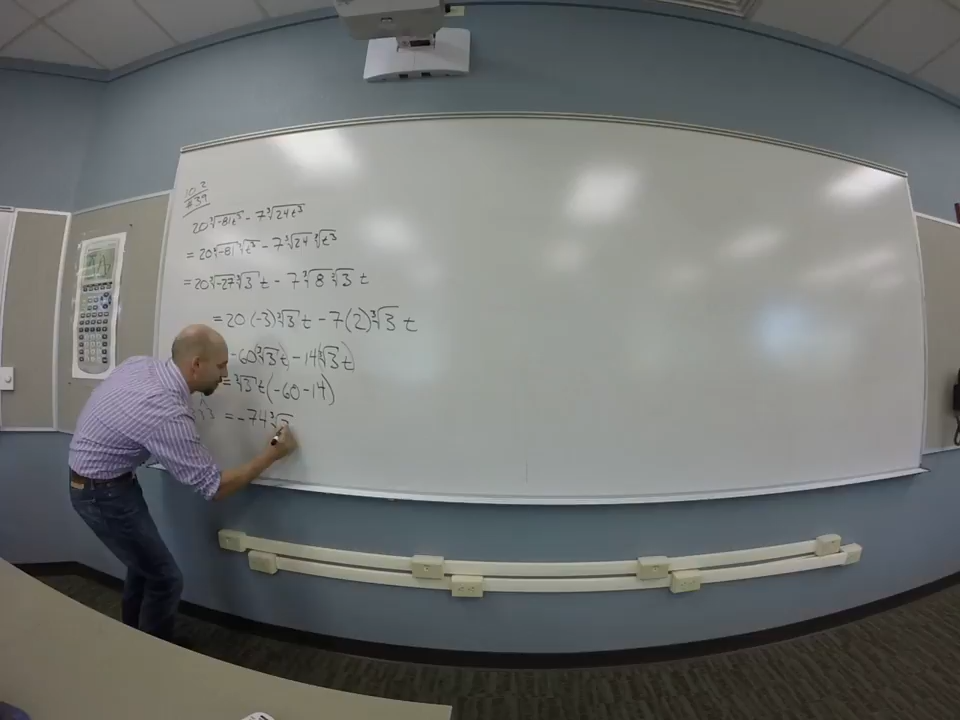 10.2
#39
20∛-81t³ - 7∛24t³
= 20∛-81 ∛t³ - 7∛24 ∛t³
= 20∛-27 ∛3 t - 7∛8 ∛3 t
= 20(-3)∛3 t - 7(2)∛3 t
-60(∛3 t) - 14(∛3 t)
= ∛3 t(-60-14)
= -74∛